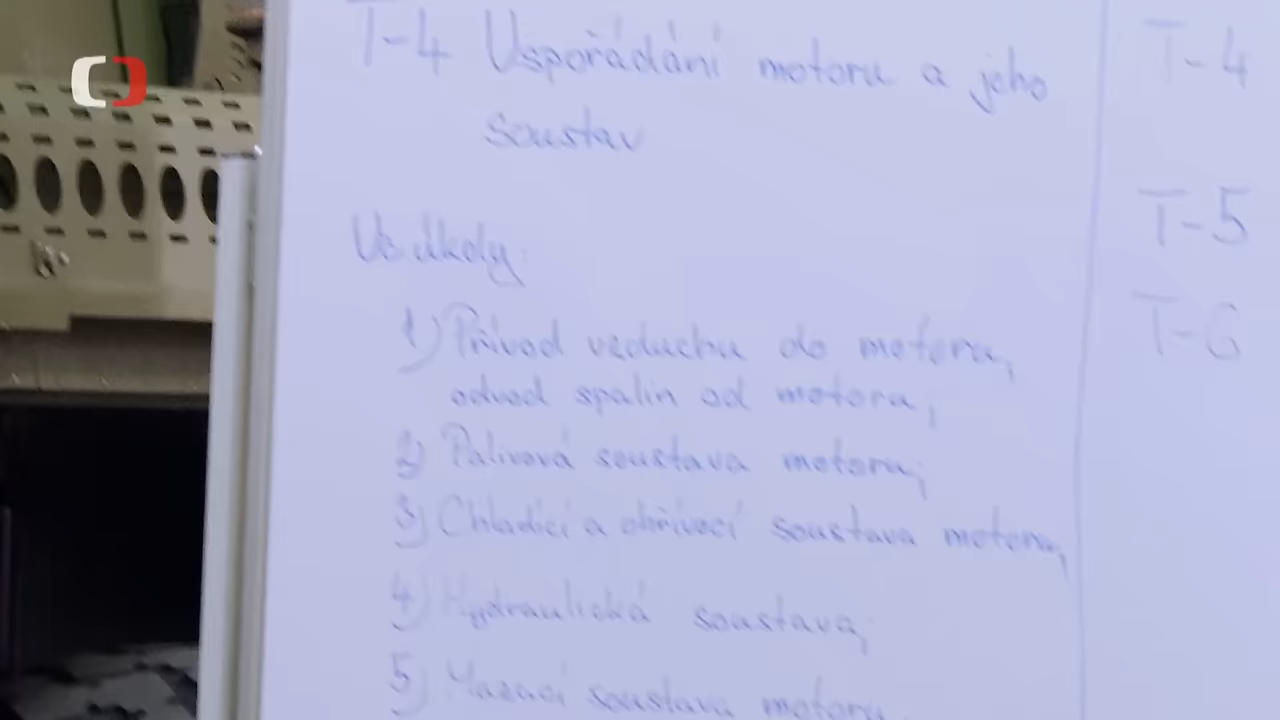 T-4 Uspořádání motoru a jeho
soustav
Uč. úkoly:
1) Přívod vzduchu do motoru,
odvod spalin od motoru;
2) Palivová soustava motoru;
3) Chladící a ohřívací soustava motoru,
4) Hydraulická soustava;
5) Mazací soustava motoru.
T-4
T-5
T-6